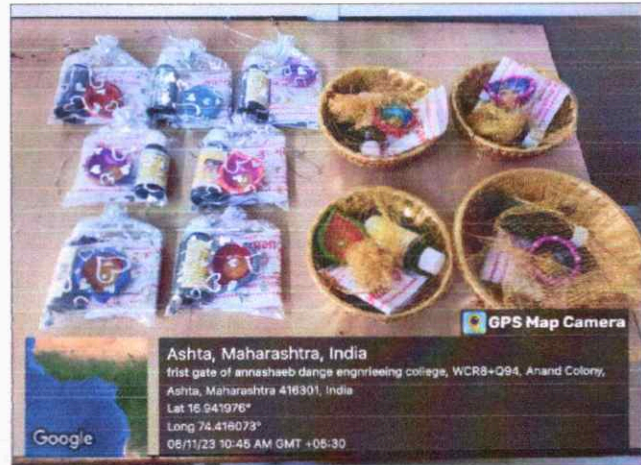 GPS Map Camera
Ashta, Maharashtra, India
frist gate of annashaeb dange engnrieeing college, WCR8+Q94, Anand Colony,
Ashta, Maharashtra 416301, India
Lat 16.941976°
Long 74.416073°
06/11/23 10:45 AM GMT +05:30
Google